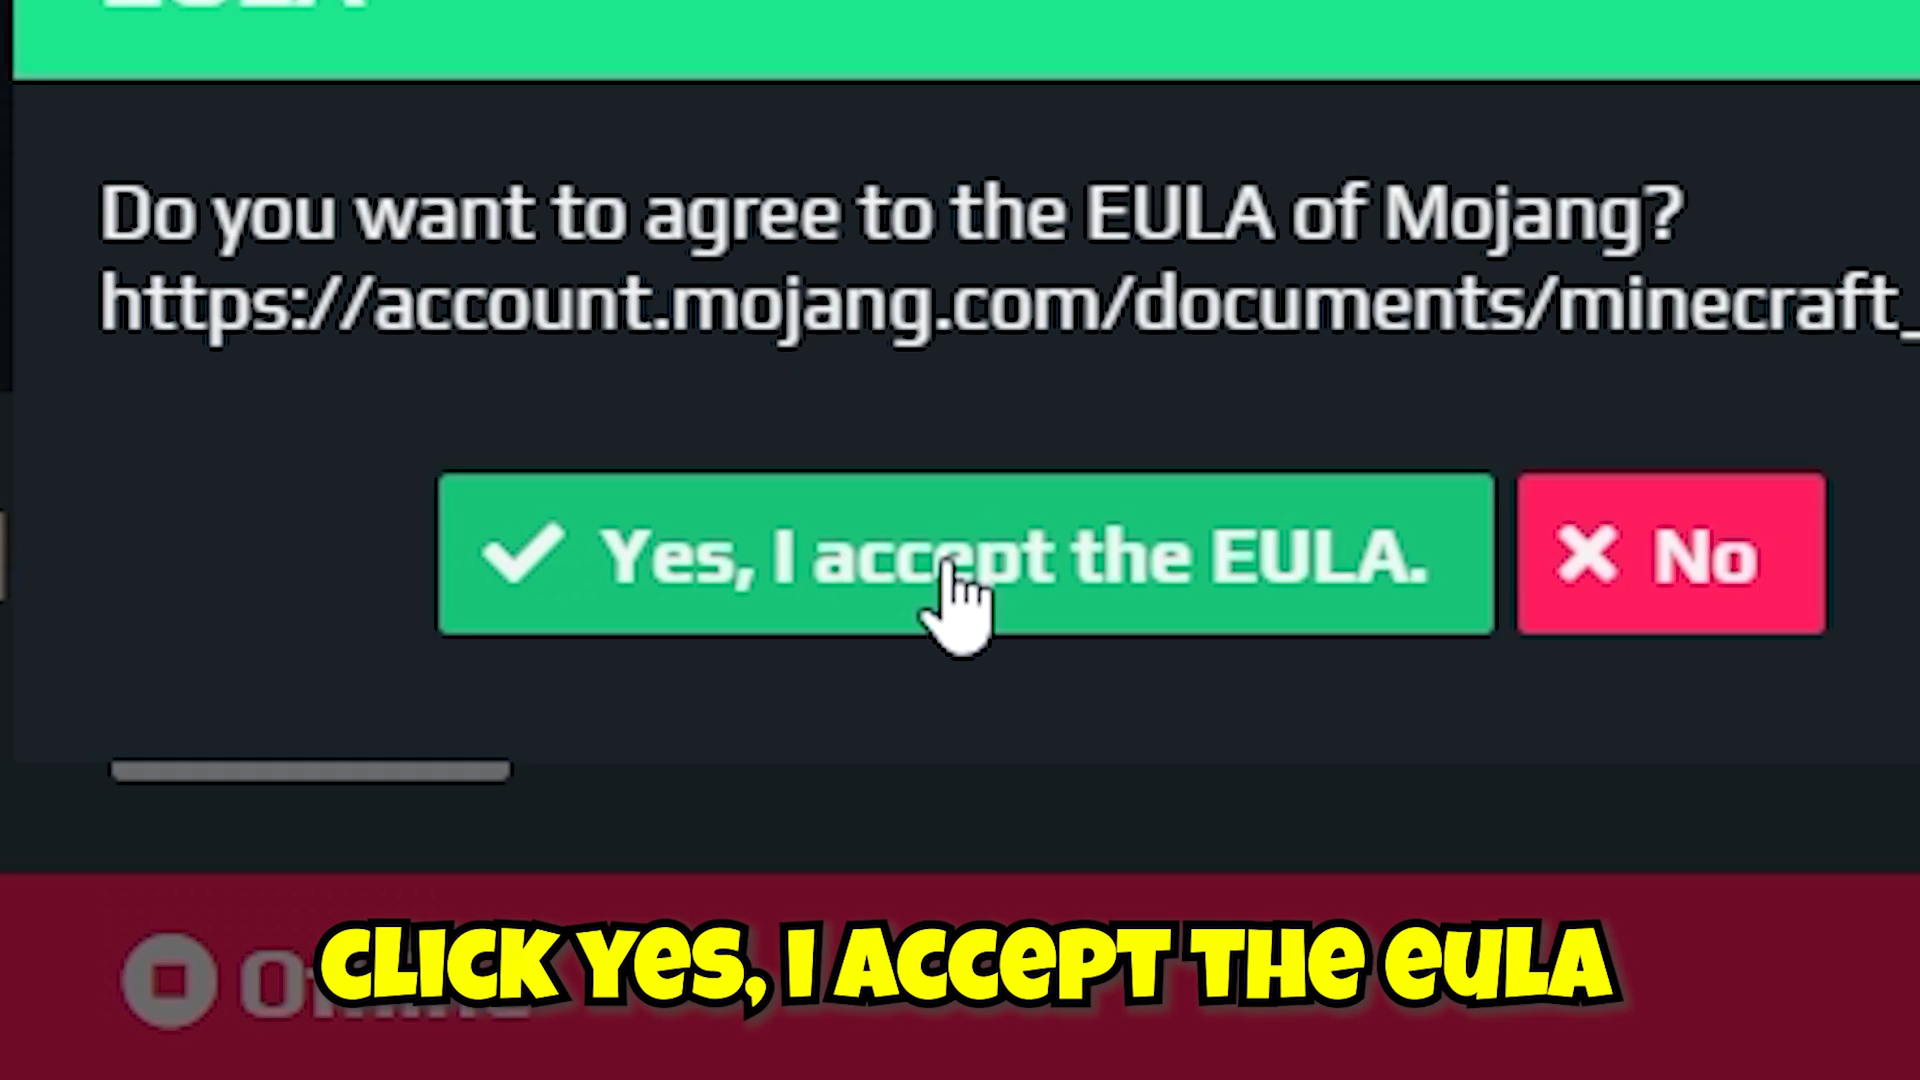 EULA
Do you want to agree to the EULA of Mojang?
https://account.mojang.com/documents/minecraft_
Yes, I accept the EULA.
No
CLICK YES, I ACCEPT THE EULA